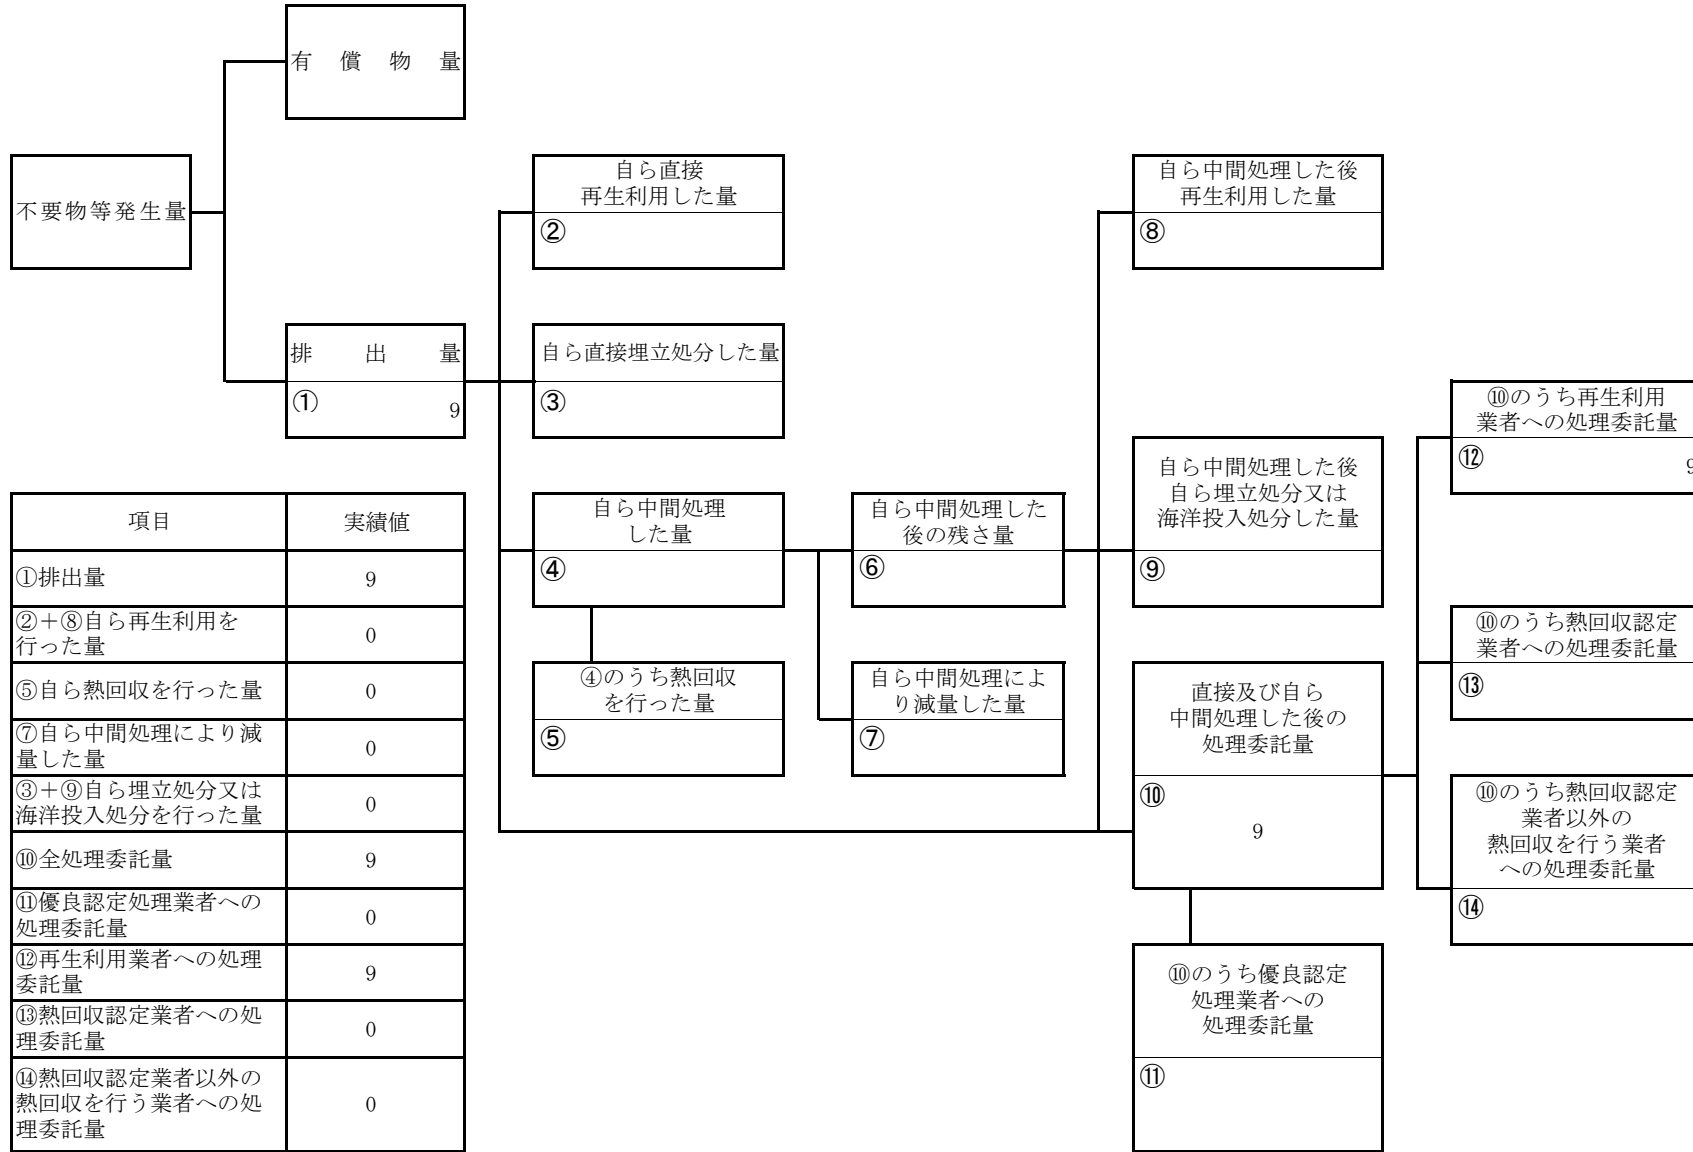 有償物量
不要物等発生量
自ら直接
再生利用した量
②
自ら中間処理した後
再生利用した量
⑧
排出量
①
9
自ら直接埋立処分した量
③
⑩のうち再生利用
業者への処理委託量
⑫
9
自ら中間処理
した量
④
自ら中間処理した
後の残さ量
⑥
自ら中間処理した後
自ら埋立処分又は
海洋投入処分した量
⑨
④のうち熱回収
を行った量
⑤
自ら中間処理によ
り減量した量
⑦
直接及び自ら
中間処理した後の
処理委託量
⑩
9
⑩のうち熱回収認定
業者への処理委託量
⑬
⑩のうち熱回収認定
業者以外の
熱回収を行う業者
への処理委託量
⑭
⑩のうち優良認定
処理業者への
処理委託量
⑪
項目 実績値
①排出量 9
②＋⑧自ら再生利用を
行った量 0
⑤自ら熱回収を行った量 0
⑦自ら中間処理により減
量した量 0
③＋⑨自ら埋立処分又は
海洋投入処分を行った量 0
⑩全処理委託量 9
⑪優良認定処理業者への
処理委託量 0
⑫再生利用業者への処理
委託量 9
⑬熱回収認定業者への処
理委託量 0
⑭熱回収認定業者以外の
熱回収を行う業者への処
理委託量 0